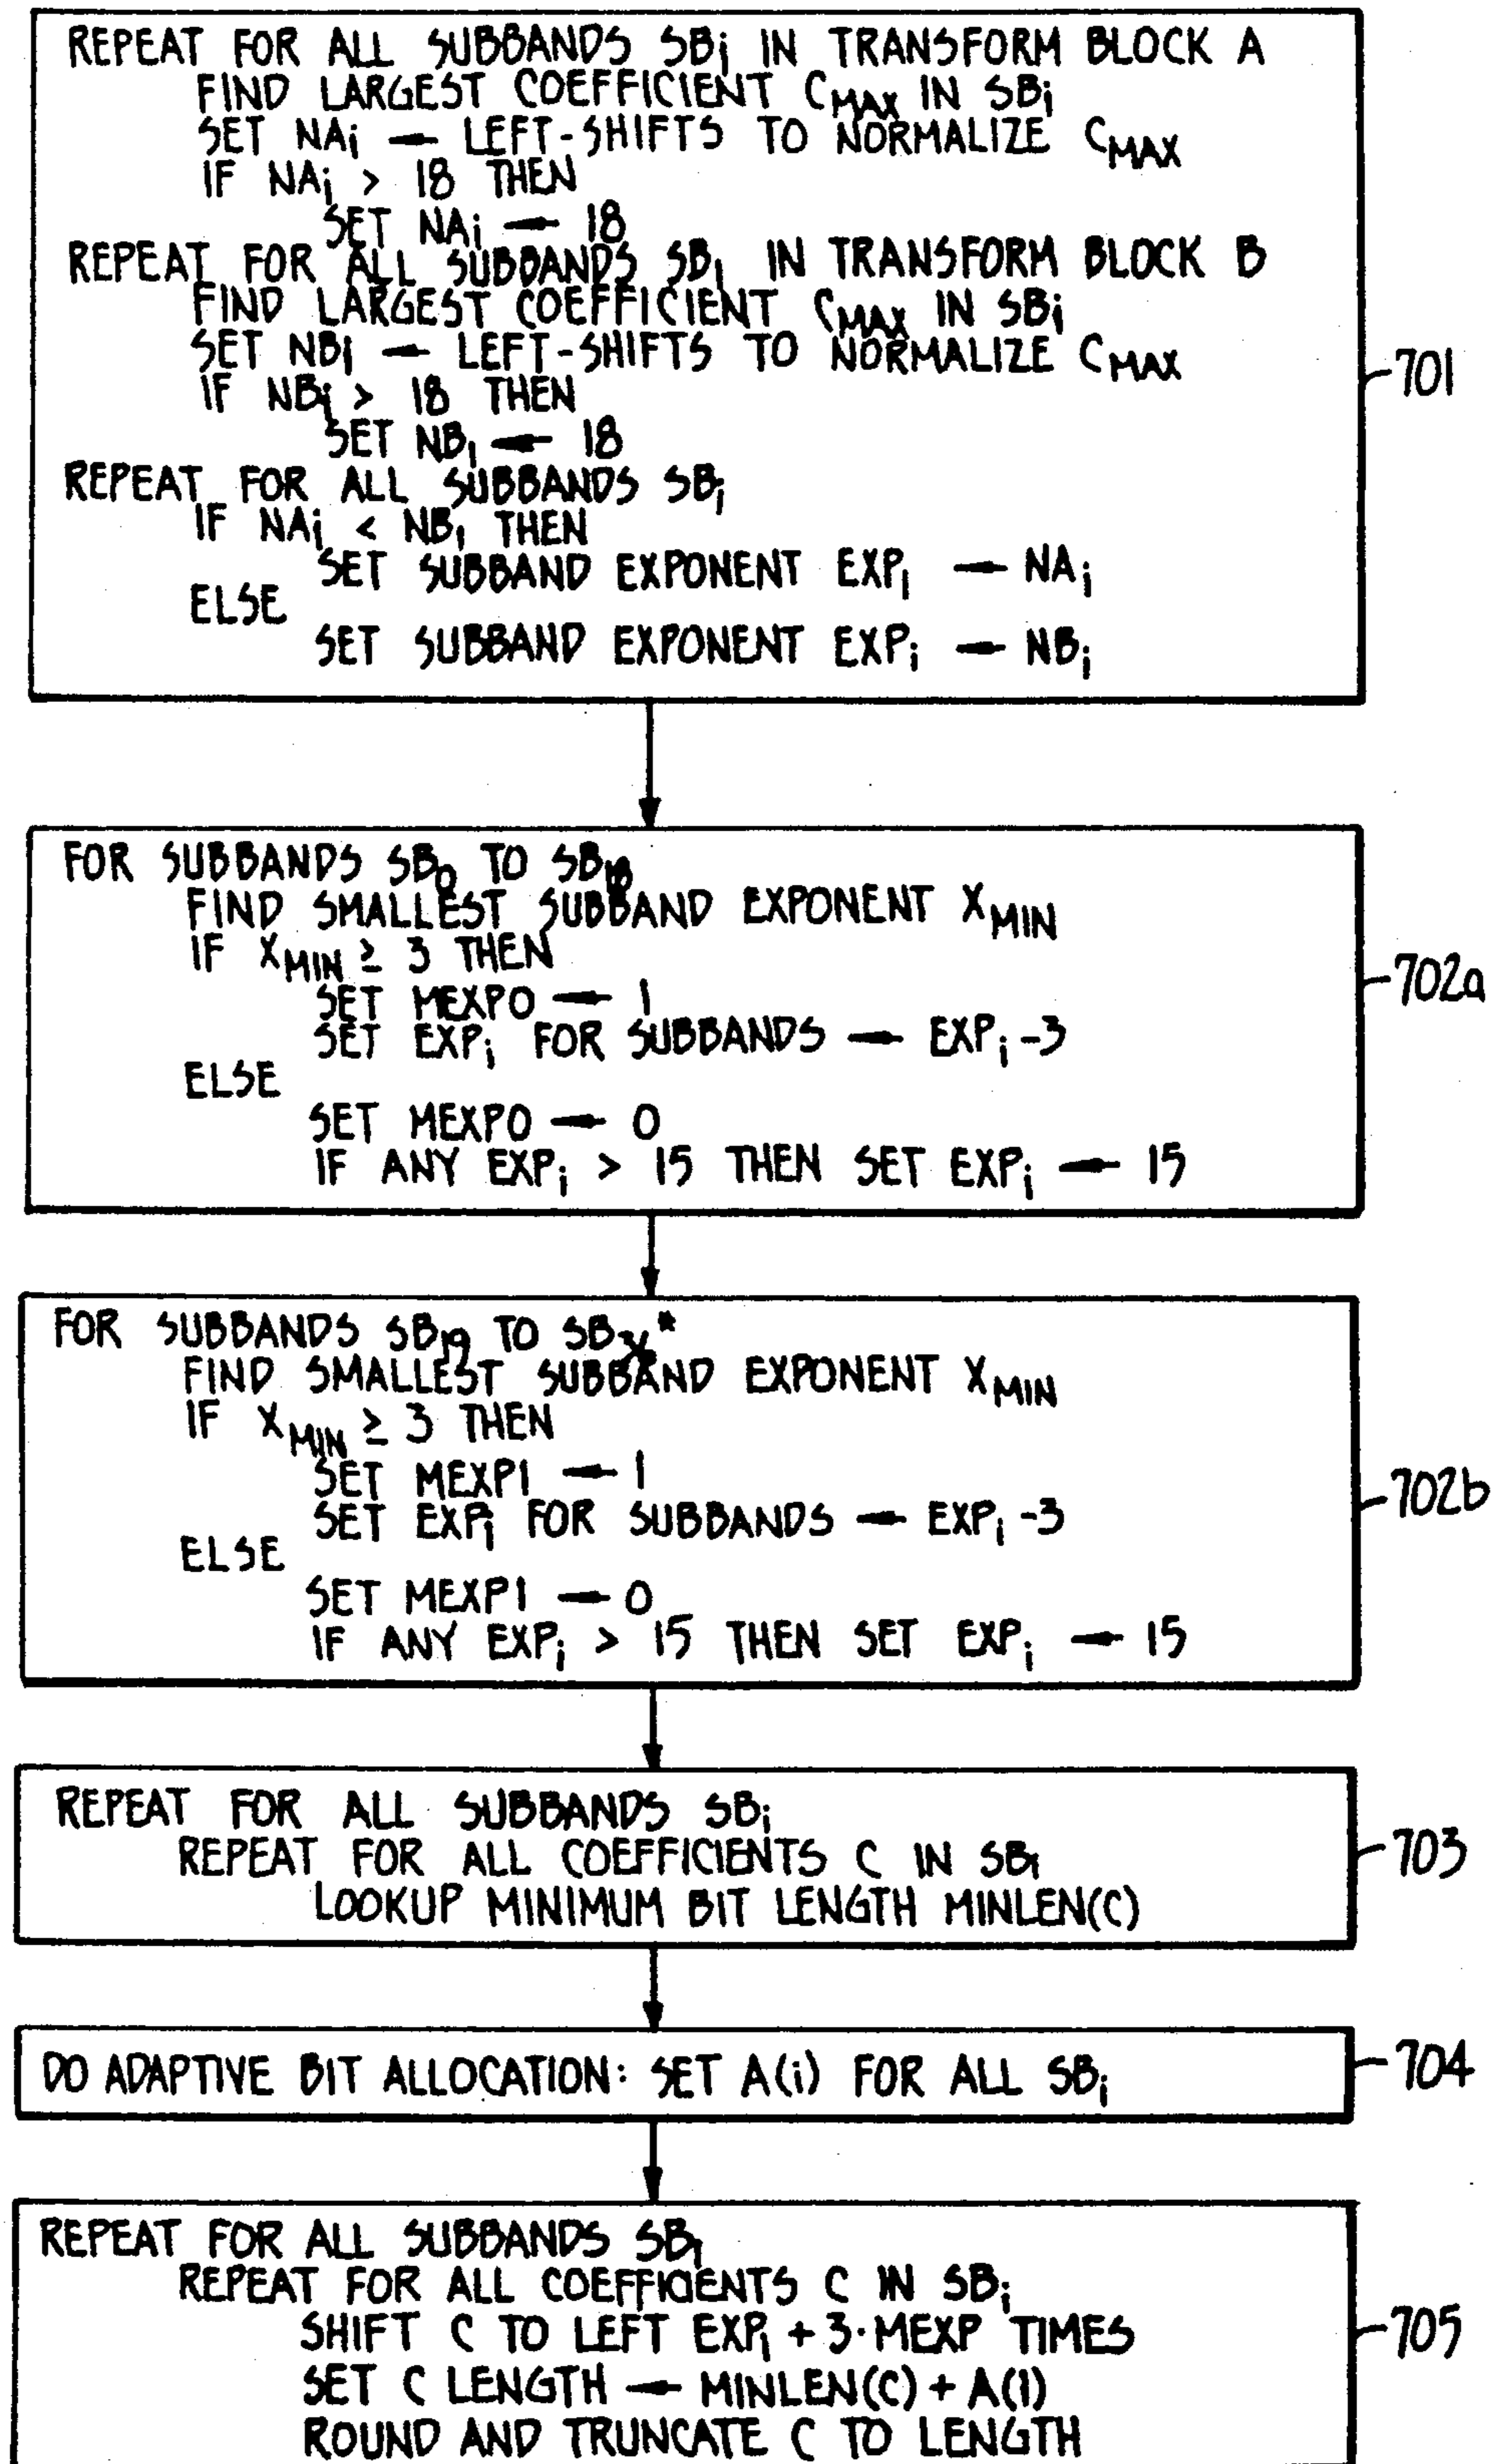 REPEAT FOR ALL SUBBANDS SBi IN TRANSFORM BLOCK A
FIND LARGEST COEFFICIENT CMAX IN SBi
SET NAi ← LEFT-SHIFTS TO NORMALIZE CMAX
IF NAi > 18 THEN
SET NAi ← 18
REPEAT FOR ALL SUBBANDS SBi IN TRANSFORM BLOCK B
FIND LARGEST COEFFICIENT CMAX IN SBi
SET NBi ← LEFT-SHIFTS TO NORMALIZE CMAX
IF NBi > 18 THEN
SET NBi ← 18
REPEAT FOR ALL SUBBANDS SBi
IF NAi < NBi THEN
SET SUBBAND EXPONENT EXPi ← NAi
ELSE
SET SUBBAND EXPONENT EXPi ← NBi
701
FOR SUBBANDS SB0 TO SB18
FIND SMALLEST SUBBAND EXPONENT XMIN
IF XMIN ≥ 3 THEN
SET MEXP0 ← 1
SET EXPi FOR SUBBANDS ← EXPi -3
ELSE
SET MEXP0 ← 0
IF ANY EXPi > 15 THEN SET EXPi ← 15
702a
FOR SUBBANDS SB19 TO *
FIND SMALLEST SUBBAND EXPONENT XMIN
IF XMIN ≥ 3 THEN
SET MEXP1 ← 1
SET EXPi FOR SUBBANDS ← EXPi -3
ELSE
SET MEXP1 ← 0
IF ANY EXPi > 15 THEN SET EXPi ← 15
702b
REPEAT FOR ALL SUBBANDS SBi
REPEAT FOR ALL COEFFICIENTS C IN SBi
LOOKUP MINIMUM BIT LENGTH MINLEN(C)
703
DO ADAPTIVE BIT ALLOCATION: SET A(i) FOR ALL SBi
704
REPEAT FOR ALL SUBBANDS SBi
REPEAT FOR ALL COEFFICIENTS C IN SBi
SHIFT C TO LEFT EXPi + 3·MEXP TIMES
SET C LENGTH ← MINLEN(C) + A(I)
ROUND AND TRUNCATE C TO LENGTH
705